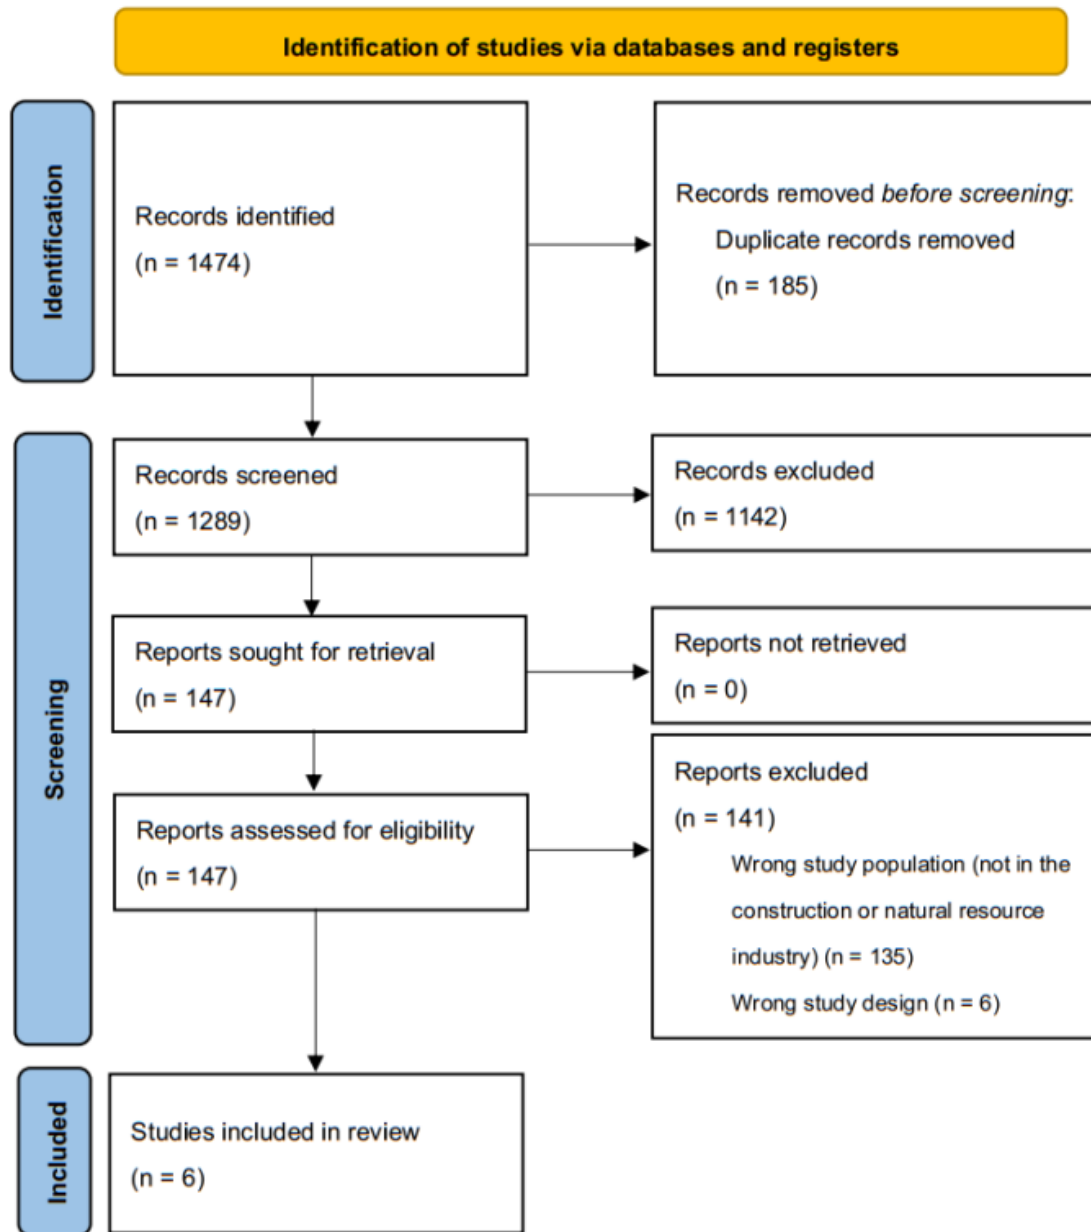 Identification of studies via databases and registers
Identification
Records identified
(n = 1474)
Records removed before screening:
Duplicate records removed
(n = 185)
Screening
Records screened
(n = 1289)
Records excluded
(n = 1142)
Reports sought for retrieval
(n = 147)
Reports not retrieved
(n = 0)
Reports assessed for eligibility
(n = 147)
Reports excluded
(n = 141)
Wrong study population (not in the
construction or natural resource
industry) (n = 135)
Wrong study design (n = 6)
Included
Studies included in review
(n = 6)